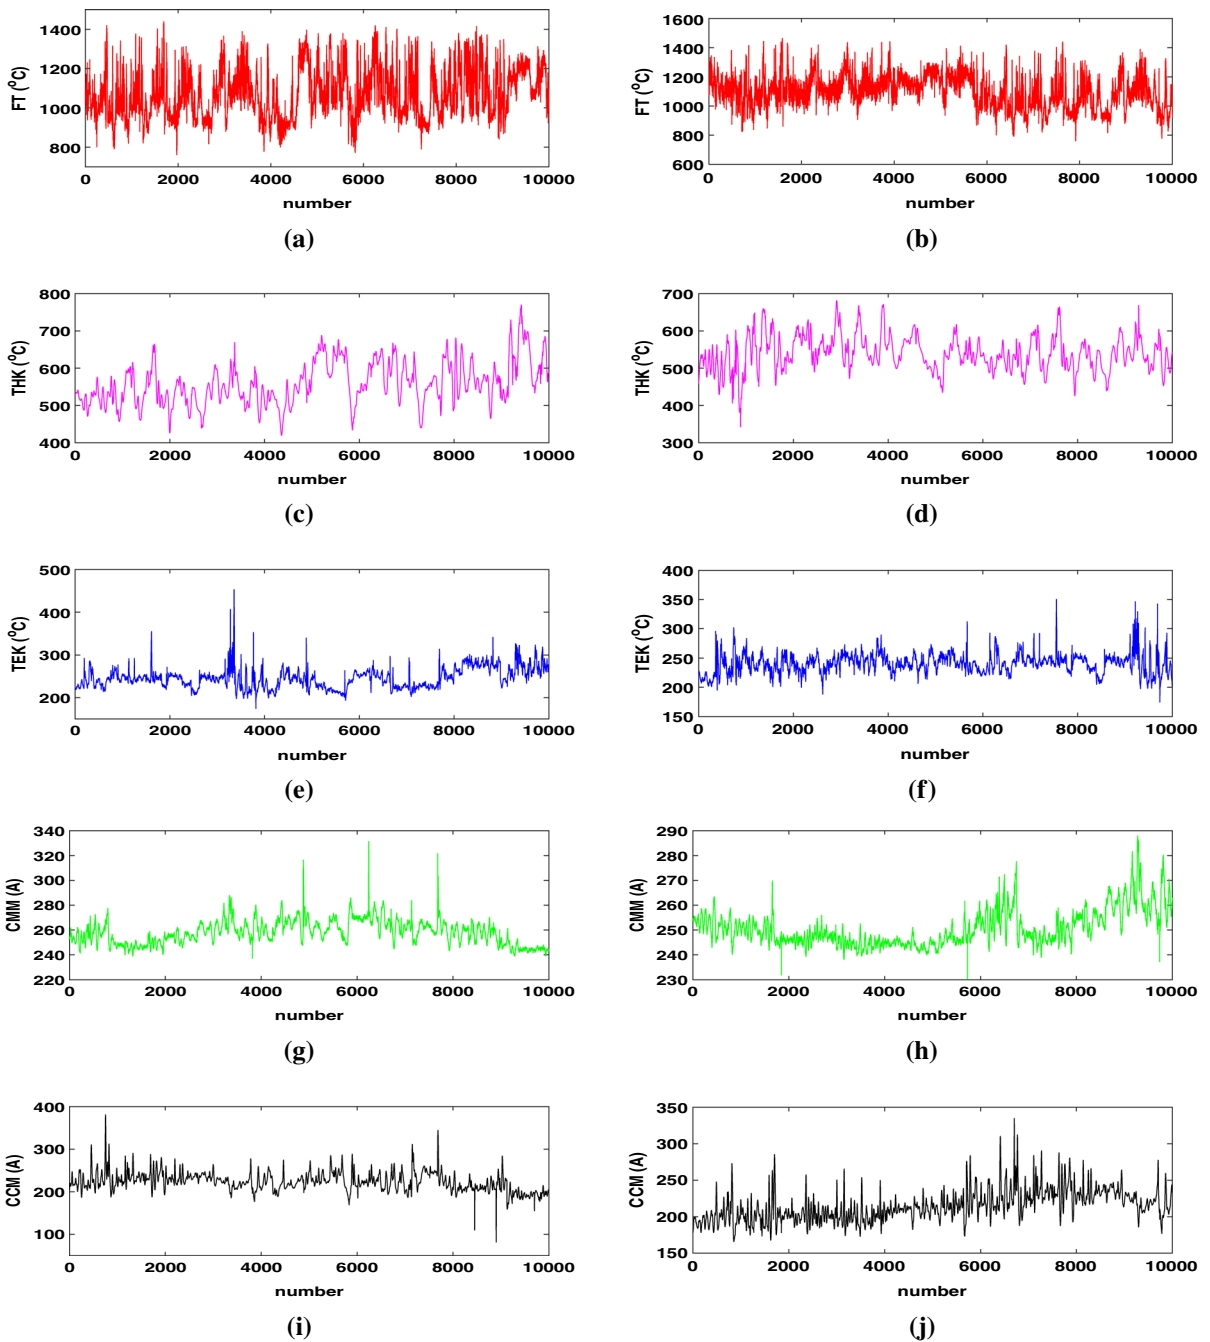 1400
1200
1000
800
FT (°C)
0 2000 4000 6000 8000 10000
number
(a)
1600
1400
1200
1000
800
600
FT (°C)
0 2000 4000 6000 8000 10000
number
(b)
800
700
600
500
400
THK (°C)
0 2000 4000 6000 8000 10000
number
(c)
700
600
500
400
300
THK (°C)
0 2000 4000 6000 8000 10000
number
(d)
500
400
300
200
TEK (°C)
0 2000 4000 6000 8000 10000
number
(e)
400
350
300
250
200
150
TEK (°C)
0 2000 4000 6000 8000 10000
number
(f)
340
320
300
280
260
240
220
CMM (A)
0 2000 4000 6000 8000 10000
number
(g)
290
280
270
260
250
240
230
CMM (A)
0 2000 4000 6000 8000 10000
number
(h)
400
300
200
100
CCM (A)
0 2000 4000 6000 8000 10000
number
(i)
350
300
250
200
150
CCM (A)
0 2000 4000 6000 8000 10000
number
(j)